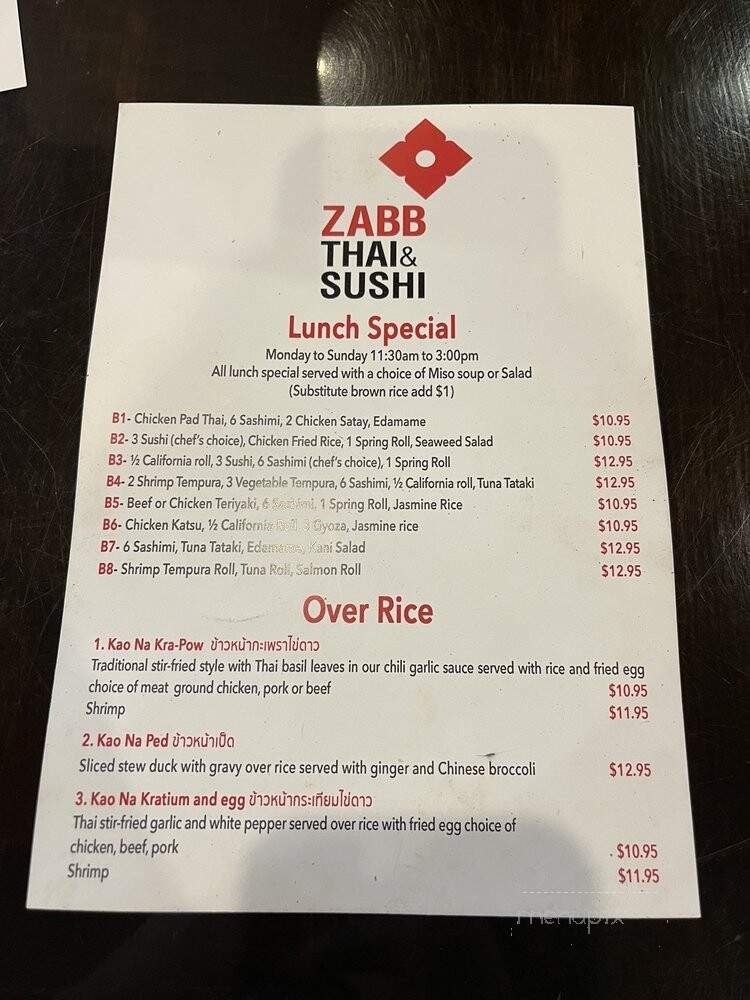 ZABB
THAI&
SUSHI
Lunch Special
Monday to Sunday 11:30am to 3:00pm
All lunch special served with a choice of Miso soup or Salad
(Substitute brown rice add $1)
B1- Chicken Pad Thai, 6 Sashimi, 2 Chicken Satay, Edamame $10.95
B2- 3 Sushi (chef's choice), Chicken Fried Rice, 1 Spring Roll, Seaweed Salad $10.95
B3- ½ California roll, 3 Sushi, 6 Sashimi (chef's choice), 1 Spring Roll $12.95
B4- 2 Shrimp Tempura, 3 Vegetable Tempura, 6 Sashimi, ½ California roll, Tuna Tataki $12.95
B5- Beef or Chicken Teriyaki, 6 Sashimi, 1 Spring Roll, Jasmine Rice $10.95
B6- Chicken Katsu, ½ California Roll, 3 Gyoza, Jasmine rice $10.95
B7- 6 Sashimi, Tuna Tataki, Edamame, Kani Salad $12.95
B8- Shrimp Tempura Roll, Tuna Roll, Salmon Roll $12.95
Over Rice
1. Kao Na Kra-Pow ข้าวหน้ากะเพราไข่ดาว
Traditional stir-fried style with Thai basil leaves in our chili garlic sauce served with rice and fried egg
choice of meat ground chicken, pork or beef $10.95
Shrimp $11.95
2. Kao Na Ped ข้าวหน้าเป็ด
Sliced stew duck with gravy over rice served with ginger and Chinese broccoli $12.95
3. Kao Na Kratium and egg ข้าวหน้ากระเทียมไข่ดาว
Thai stir-fried garlic and white pepper served over rice with fried egg choice of
chicken, beef, pork $10.95
Shrimp $11.95
menupix